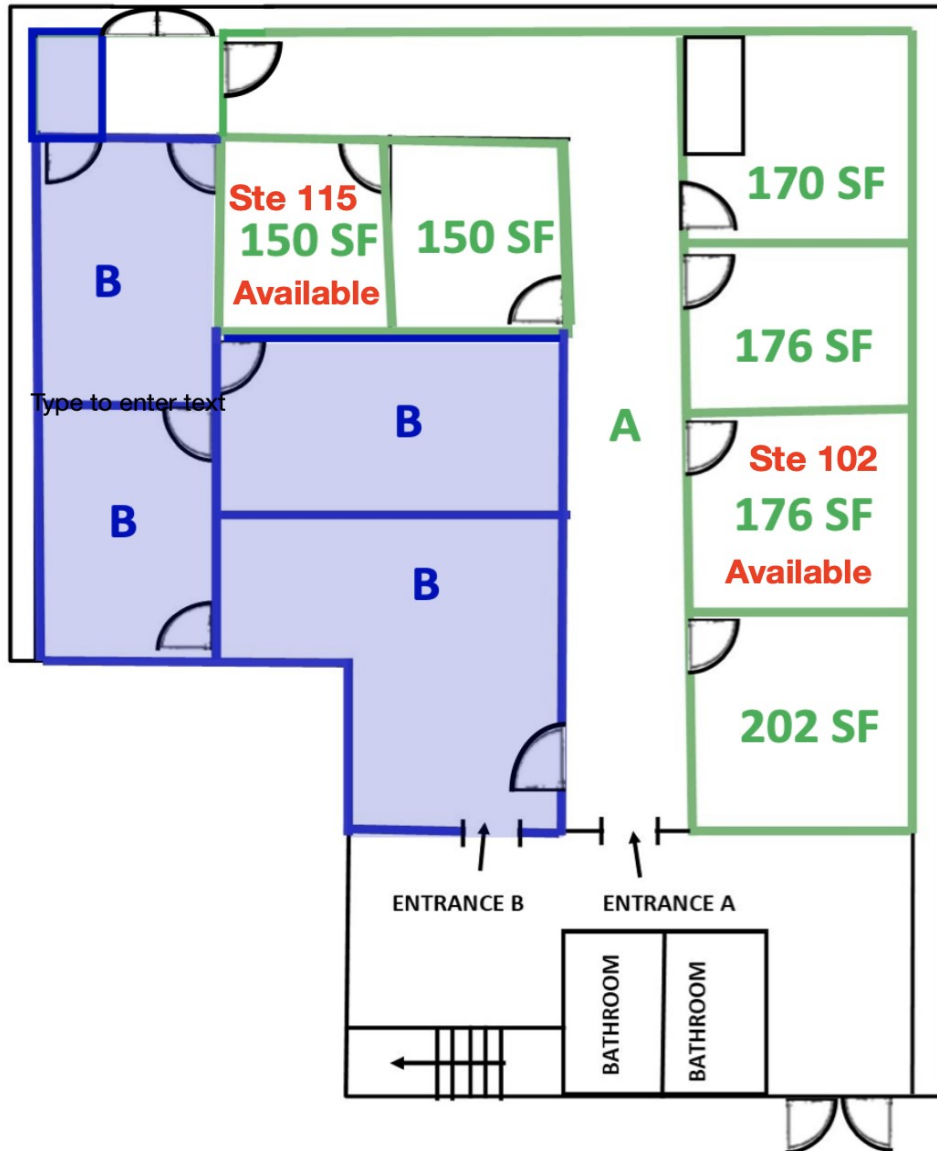 170 SF
Ste 115
150 SF
Available
150 SF
B
176 SF
Type to enter text
B
A
Ste 102
176 SF
Available
B
B
202 SF
ENTRANCE B
ENTRANCE A
BATHROOM
BATHROOM